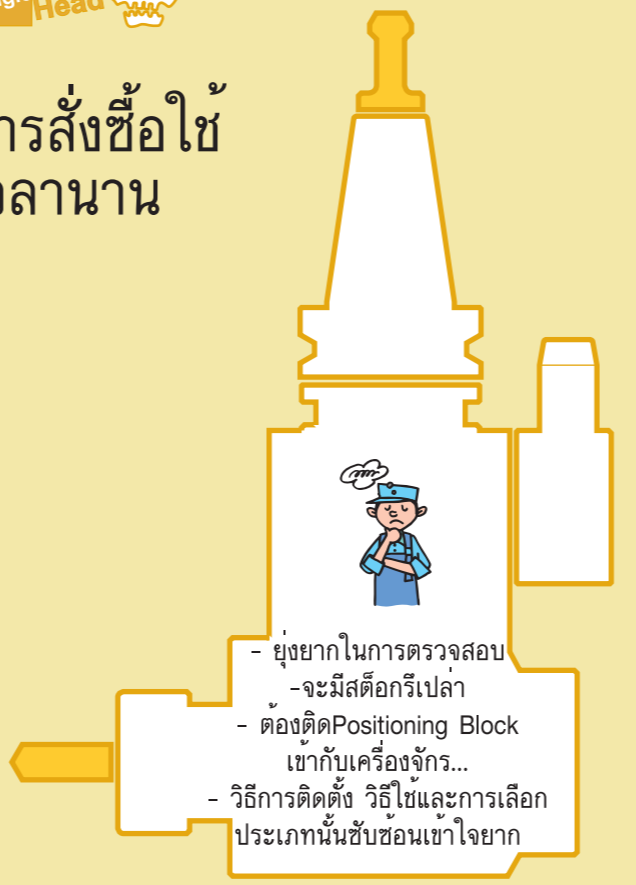 Head
ารสั่งซื้อใช้
วลานาน
- ยุ่งยากในการตรวจสอบ
-จะมีสต็อกรึเปล่า
- ต้องติดPositioning Block
เข้ากับเครื่องจักร...
- วิธีการติดตั้ง วิธีใช้และการเลือก
ประเภทนั้นซับซ้อนเข้าใจยาก